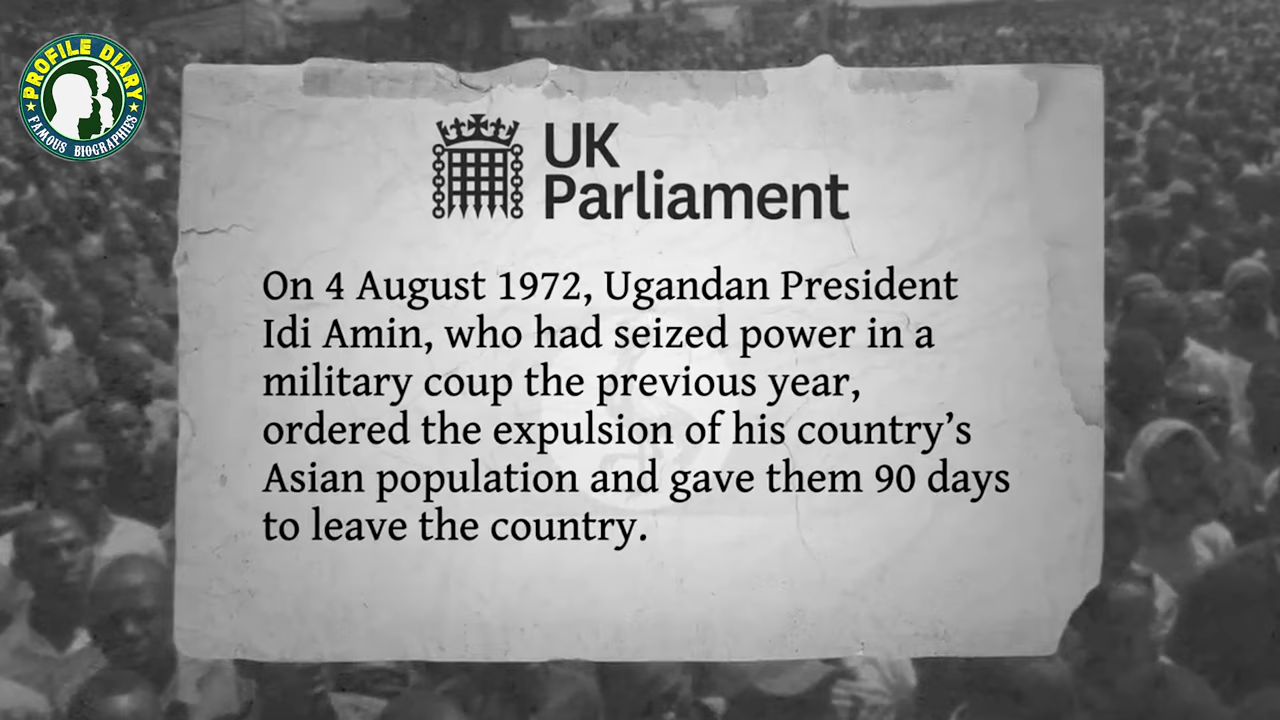 PROFILE DIARY
FAMOUS BIOGRAPHIES
UK
Parliament
On 4 August 1972, Ugandan President
Idi Amin, who had seized power in a
military coup the previous year,
ordered the expulsion of his country’s
Asian population and gave them 90 days
to leave the country.